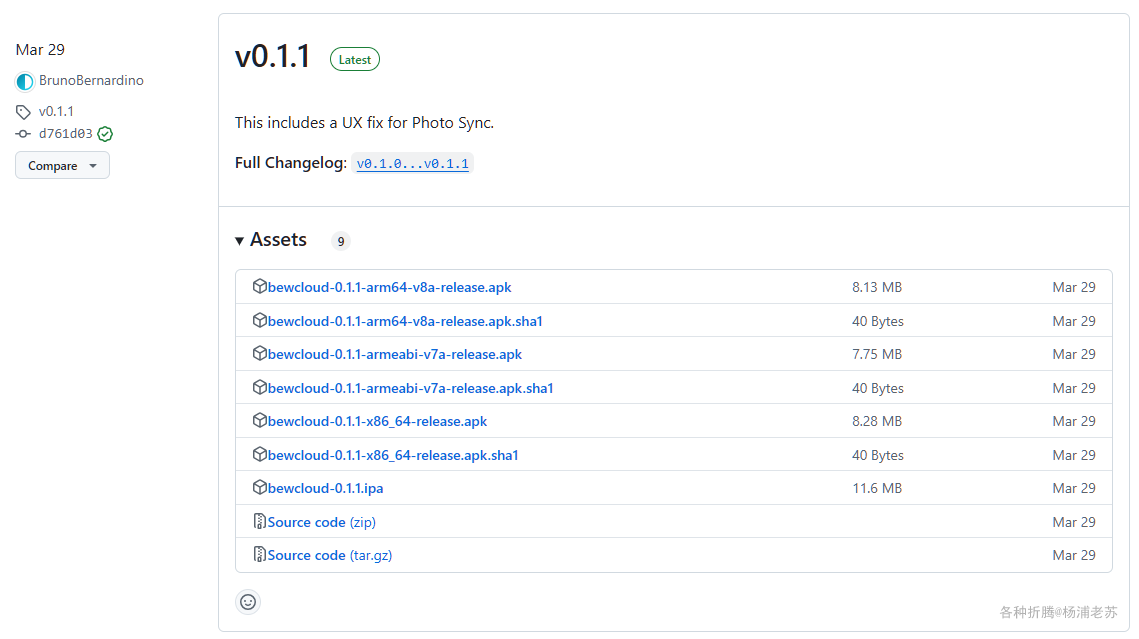 Mar 29
BrunoBernardino
v0.1.1
d761d03
Compare
v0.1.1 Latest
This includes a UX fix for Photo Sync.
Full Changelog: v0.1.0...v0.1.1
Assets 9
bewcloud-0.1.1-arm64-v8a-release.apk 8.13 MB Mar 29
bewcloud-0.1.1-arm64-v8a-release.apk.sha1 40 Bytes Mar 29
bewcloud-0.1.1-armeabi-v7a-release.apk 7.75 MB Mar 29
bewcloud-0.1.1-armeabi-v7a-release.apk.sha1 40 Bytes Mar 29
bewcloud-0.1.1-x86_64-release.apk 8.28 MB Mar 29
bewcloud-0.1.1-x86_64-release.apk.sha1 40 Bytes Mar 29
bewcloud-0.1.1.ipa 11.6 MB Mar 29
Source code (zip) Mar 29
Source code (tar.gz) Mar 29
各种折腾@杨浦老苏